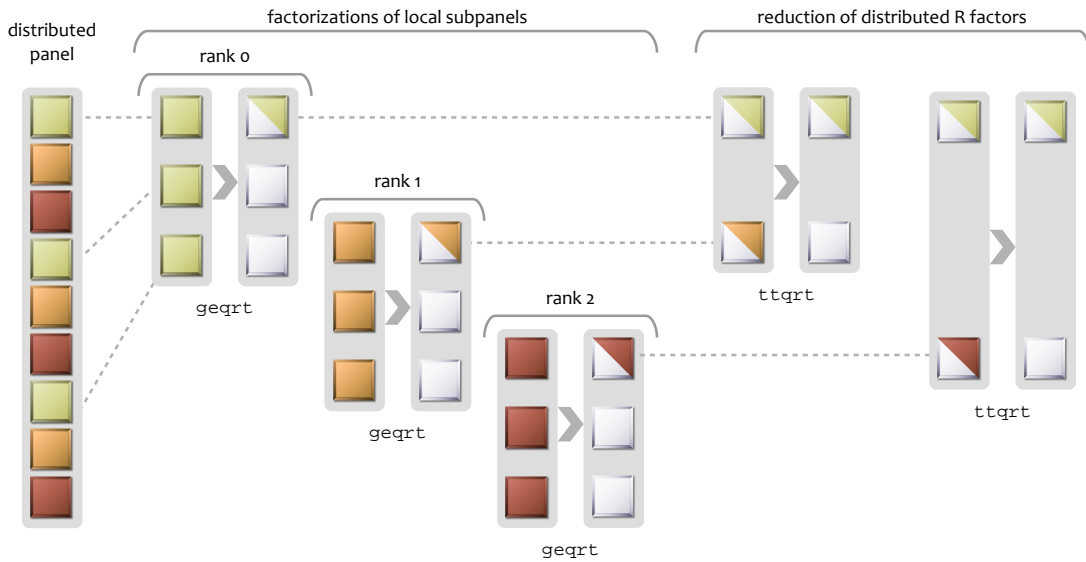 factorizations of local subpanels
reduction of distributed R factors
distributed
panel
rank 0
geqrt
rank 1
geqrt
rank 2
geqrt
ttqrt
ttqrt